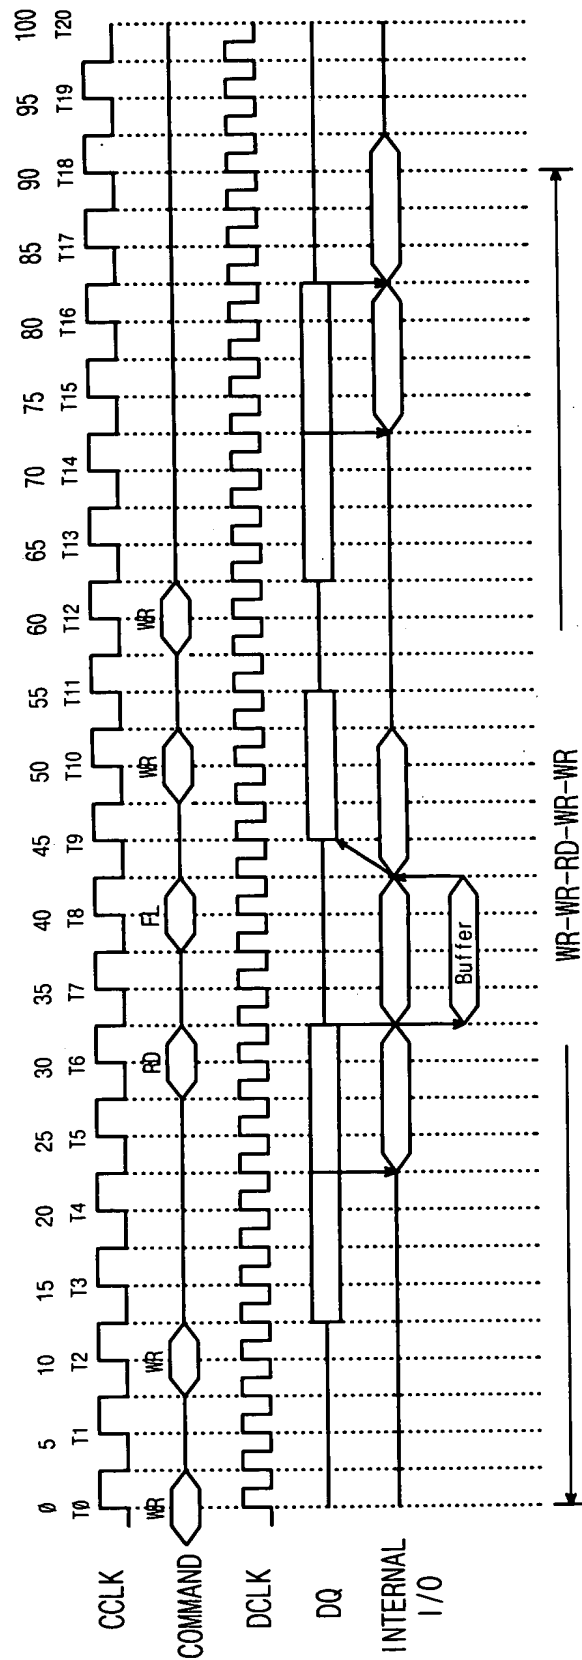 Ø 5 10 15 20 25 30 35 40 45 50 55 60 65 70 75 80 85 90 95 100
TØ T1 T2 T3 T4 T5 T6 T7 T8 T9 T10 T11 T12 T13 T14 T15 T16 T17 T18 T19 T20
CCLK
COMMAND WR WR RD FL WR WR
DCLK
DQ
INTERNAL
I/O
Buffer
WR-WR-RD-WR-WR